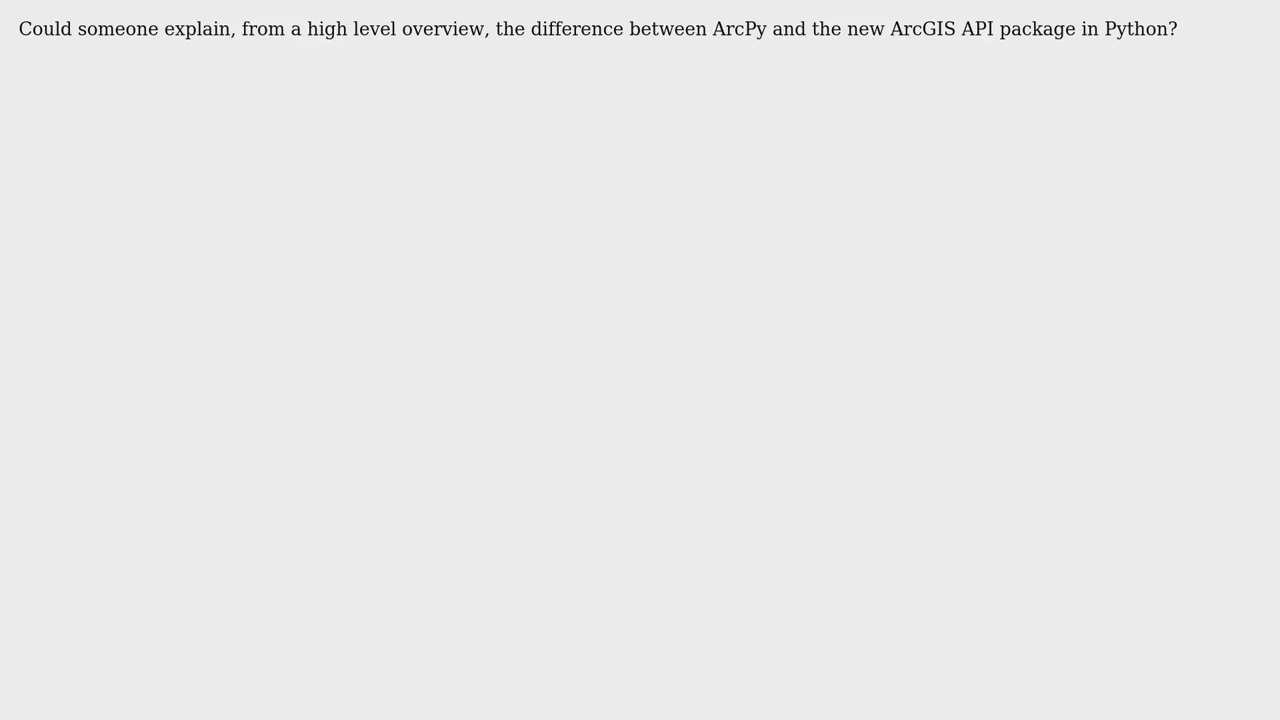 Could someone explain, from a high level overview, the difference between ArcPy and the new ArcGIS API package in Python?